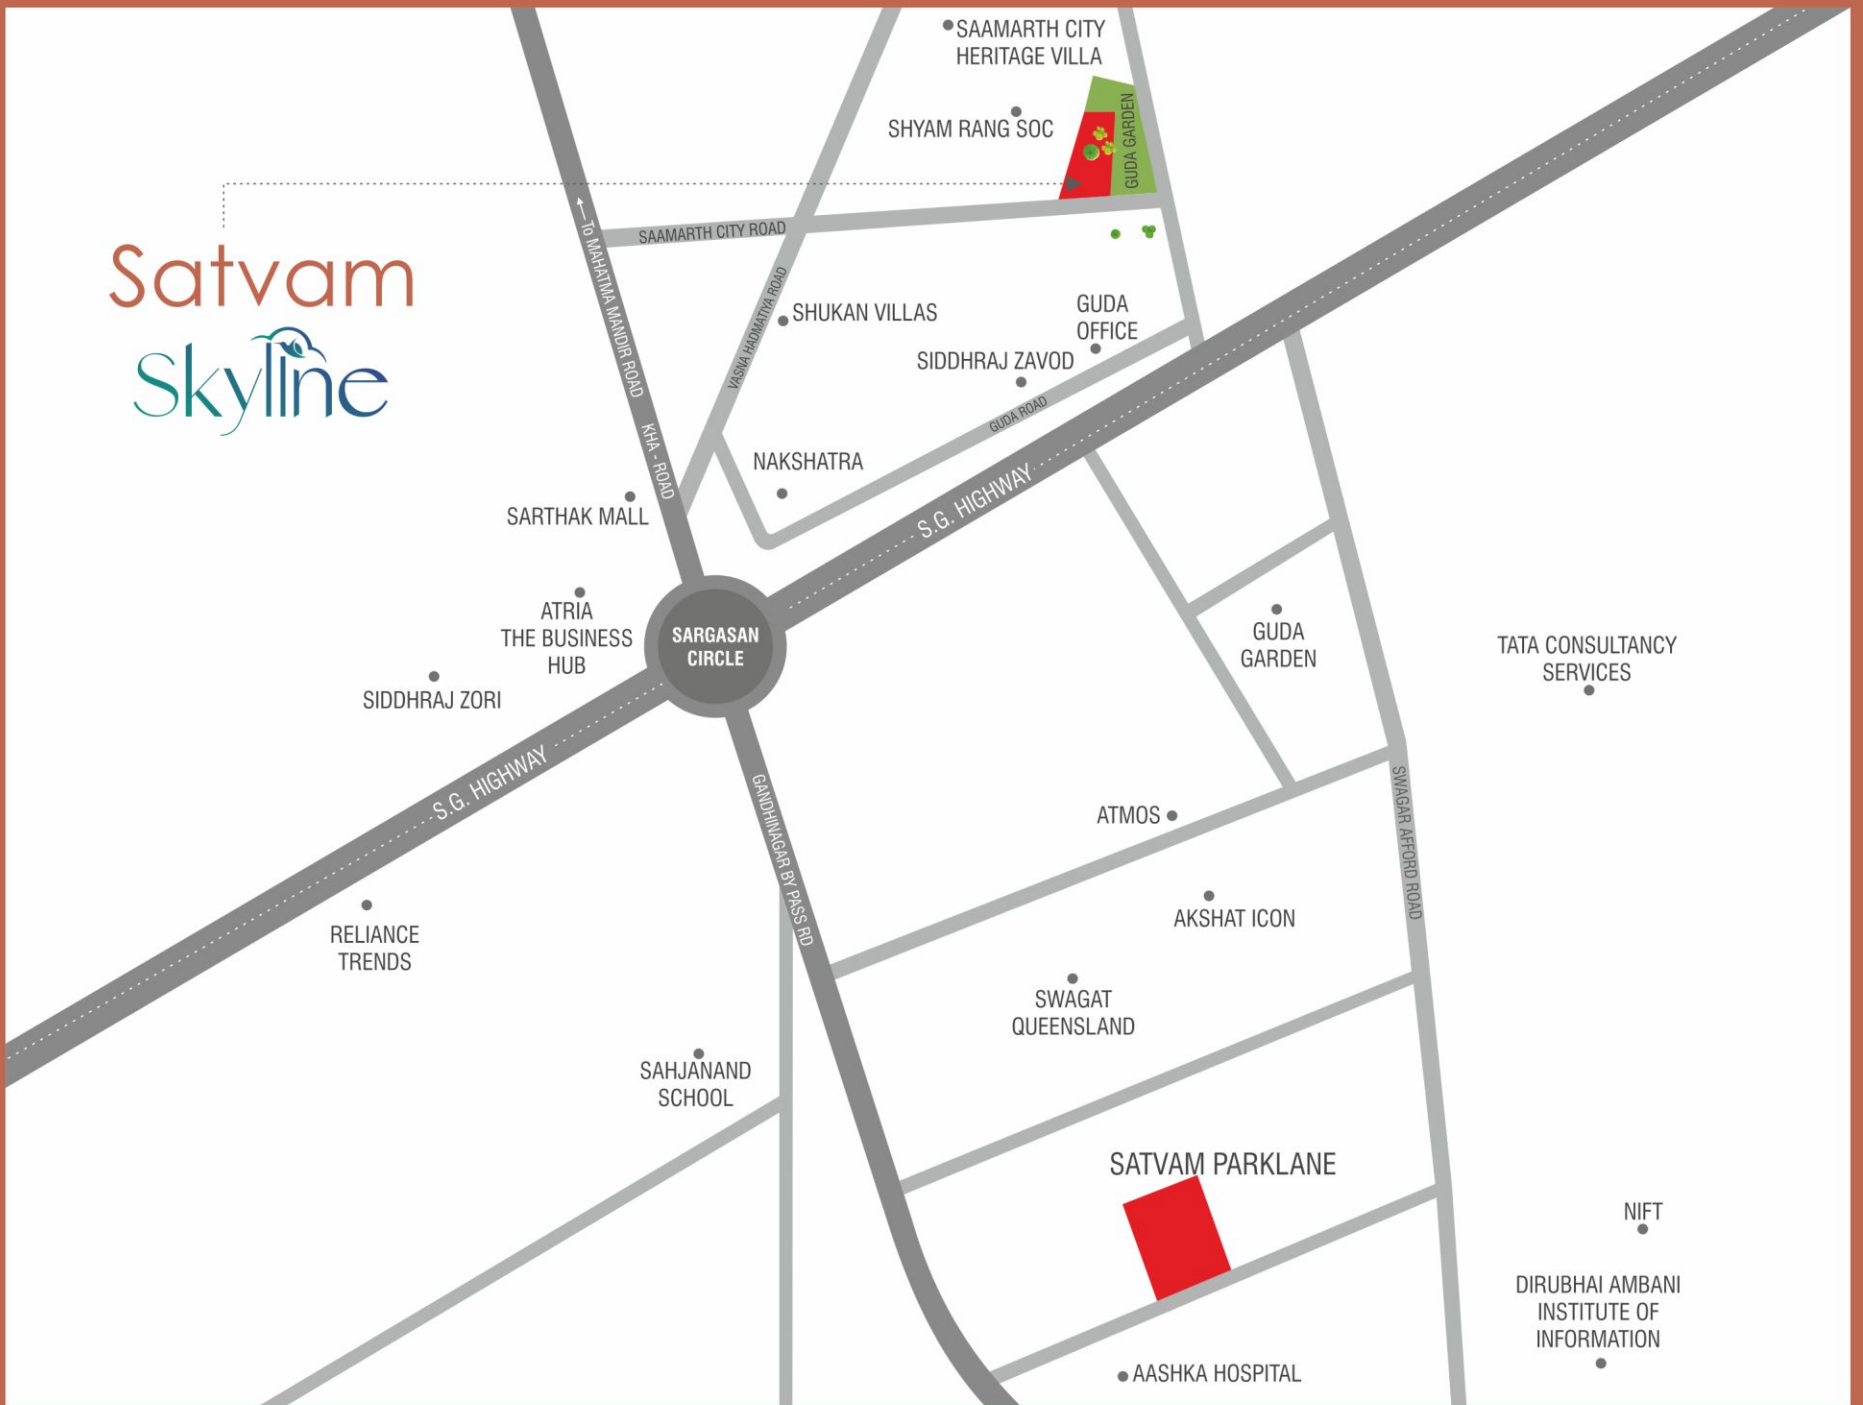 SAAMARTH CITY
HERITAGE VILLA
SHYAM RANG SOC
GUDA GARDEN
SAAMARTH CITY ROAD
To MAHATMA MANDIR ROAD
KHA - ROAD
VASNA HADMATIYA ROAD
Satvam
Skyline
SHUKAN VILLAS
GUDA
OFFICE
SIDDHRAJ ZAVOD
GUDA ROAD
NAKSHATRA
S.G. HIGHWAY
SARTHAK MALL
ATRIA
THE BUSINESS
HUB
SARGASAN
CIRCLE
SIDDHRAJ ZORI
S.G. HIGHWAY
GUDA
GARDEN
TATA CONSULTANCY
SERVICES
GANDHINAGAR BY PASS RD
ATMOS
SWAGAR AFFORD ROAD
AKSHAT ICON
RELIANCE
TRENDS
SWAGAT
QUEENSLAND
SAHJANAND
SCHOOL
SATVAM PARKLANE
NIFT
DIRUBHAI AMBANI
INSTITUTE OF
INFORMATION
AASHKA HOSPITAL